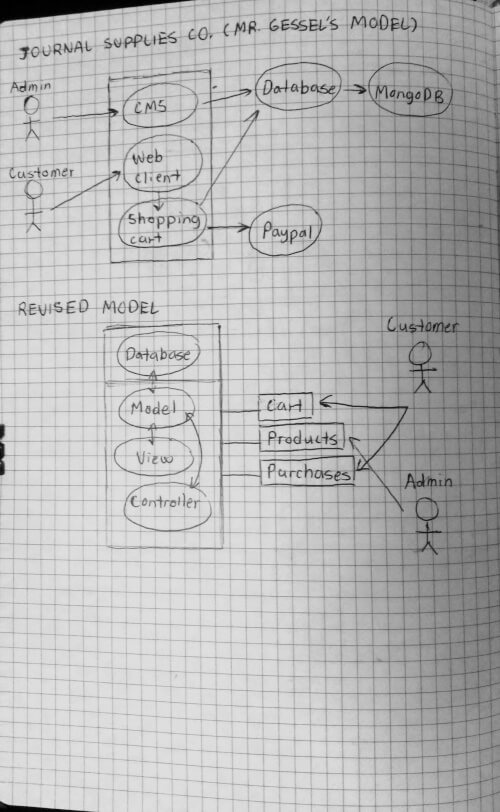 JOURNAL SUPPLIES CO. (MR. GESSEL'S MODEL)
Admin
CMS
Database
MongoDB
Customer
Web
client
Shopping
cart
Paypal
REVISED MODEL
Customer
Database
Model
Cart
Products
View
Purchases
Admin
Controller